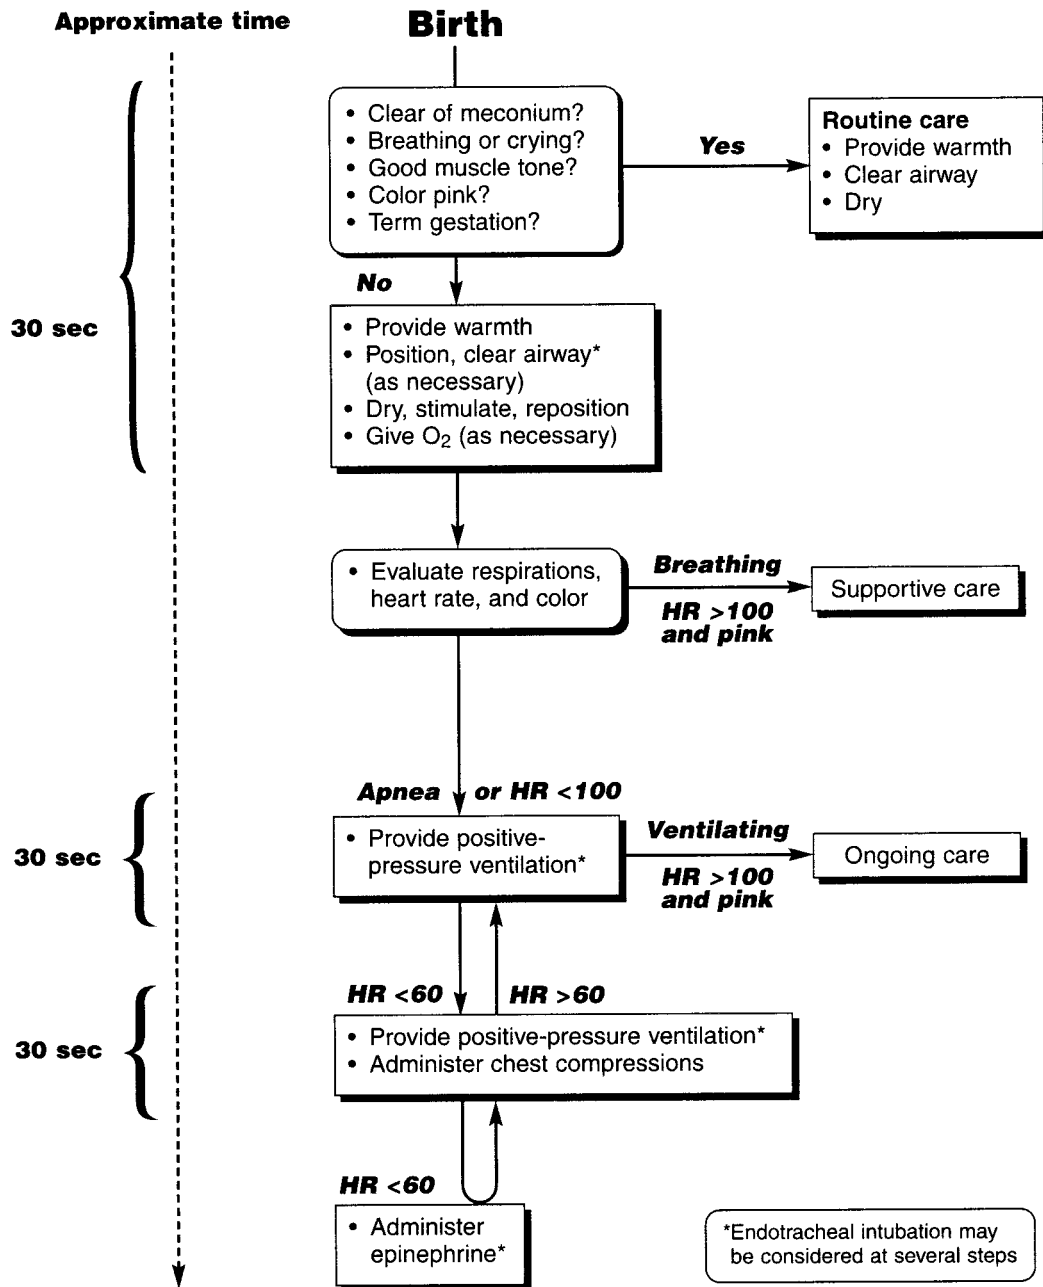 Approximate time
Birth
• Clear of meconium?
• Breathing or crying?
• Good muscle tone?
• Color pink?
• Term gestation?
Yes
Routine care
• Provide warmth
• Clear airway
• Dry
No
30 sec
• Provide warmth
• Position, clear airway*
(as necessary)
• Dry, stimulate, reposition
• Give O₂ (as necessary)
• Evaluate respirations,
heart rate, and color
Breathing
HR >100
and pink
Supportive care
Apnea or HR <100
30 sec
• Provide positive-
pressure ventilation*
Ventilating
HR >100
and pink
Ongoing care
HR <60
HR >60
30 sec
• Provide positive-pressure ventilation*
• Administer chest compressions
HR <60
• Administer
epinephrine*
*Endotracheal intubation may
be considered at several steps